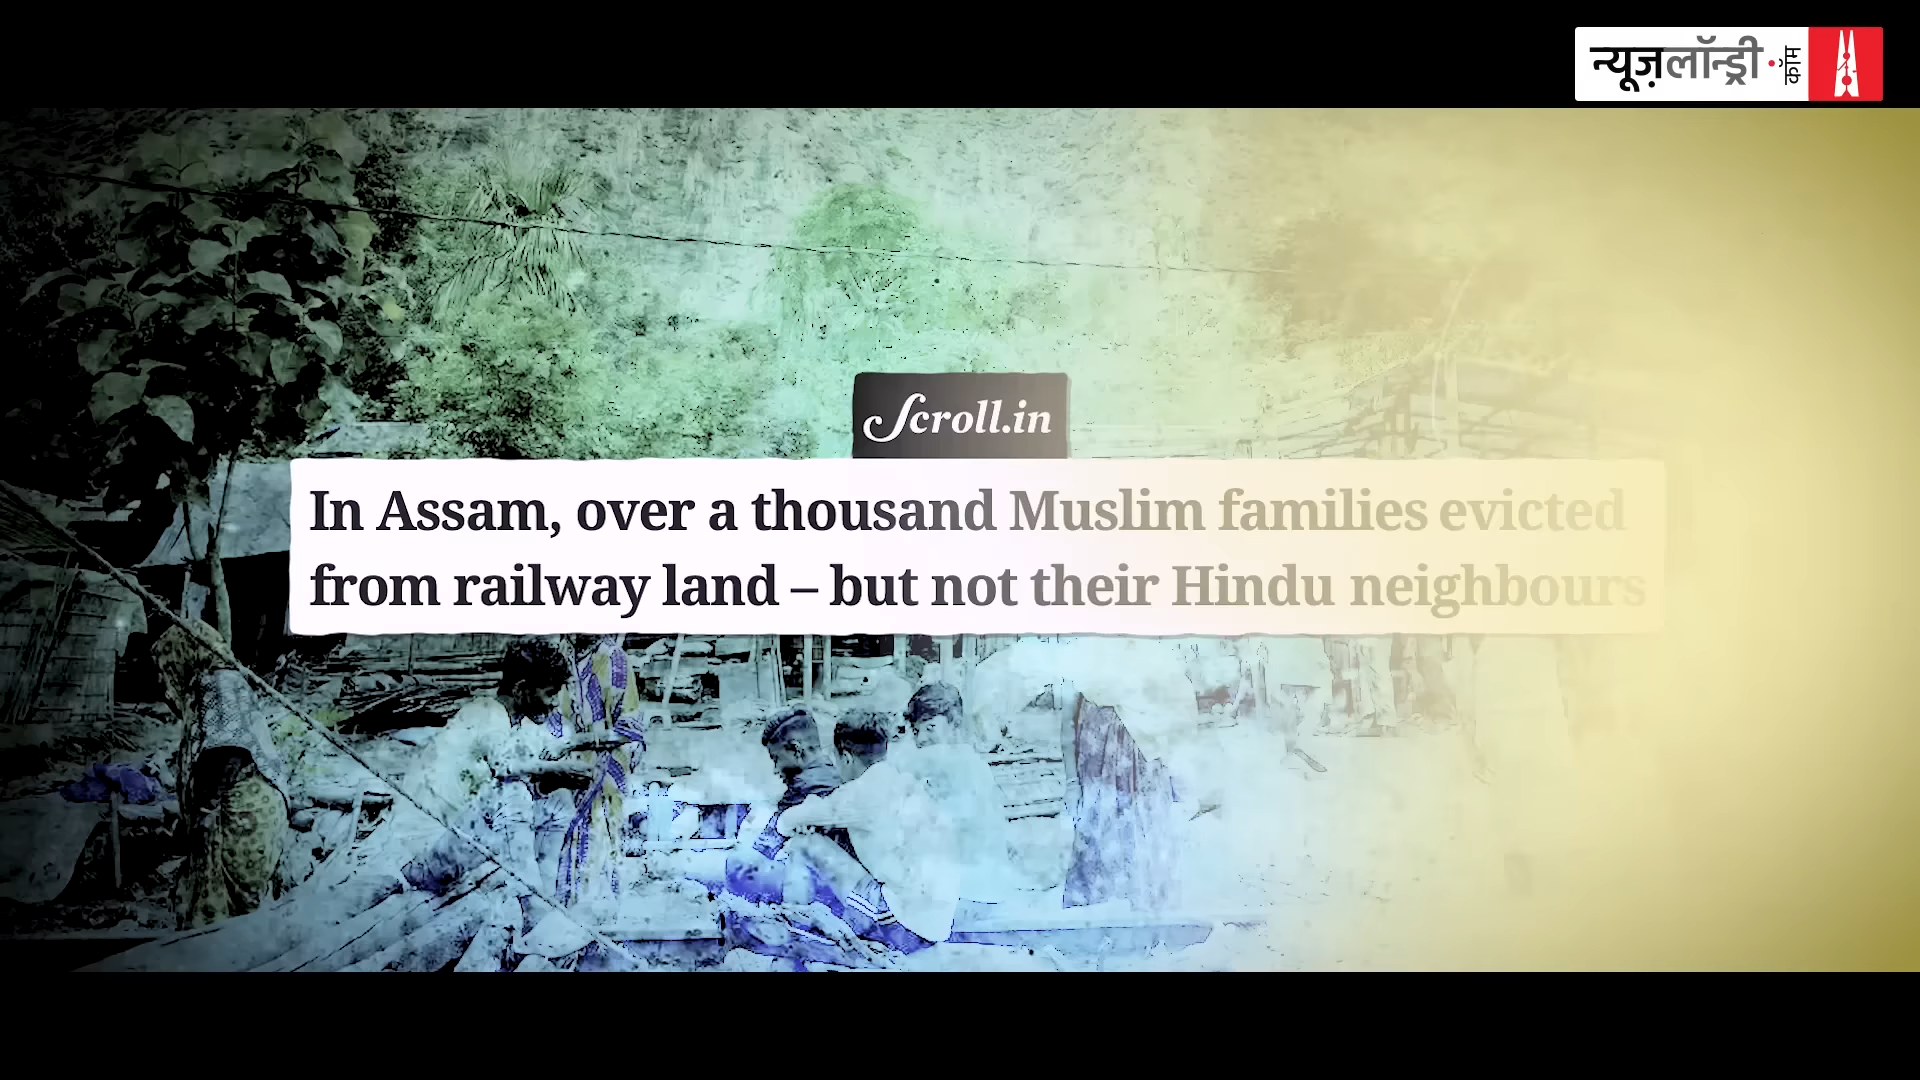 न्यूज़लॉन्ड्री.कॉम
Scroll.in
In Assam, over a thousand Muslim families evicted
from railway land – but not their Hindu neighbours